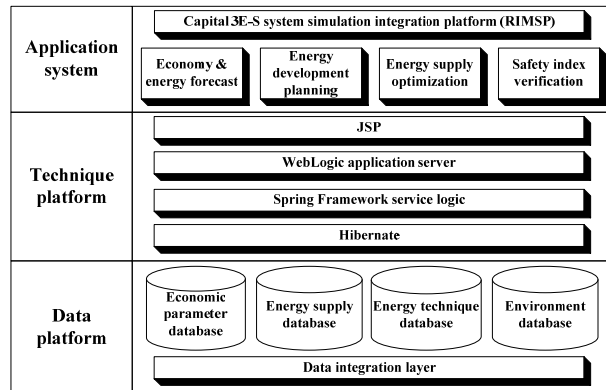 Application
system
Capital 3E-S system simulation integration platform (RIMSP)
Economy &
energy forecast
Energy
development
planning
Energy supply
optimization
Safety index
verification
Technique
platform
JSP
WebLogic application server
Spring Framework service logic
Hibernate
Data
platform
Economic
parameter
database
Energy supply
database
Energy technique
database
Environment
database
Data integration layer